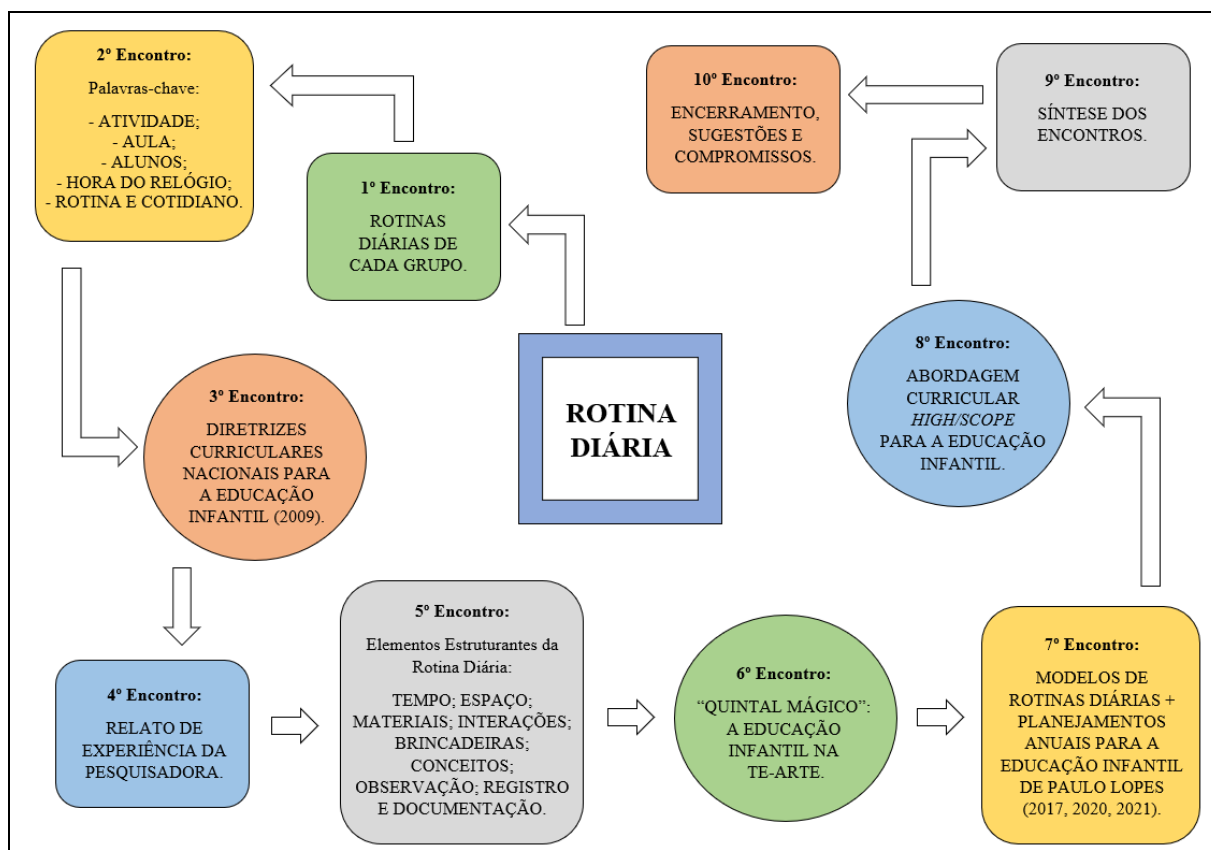 ROTINA
DIÁRIA
1º Encontro:
ROTINAS
DIÁRIAS DE
CADA GRUPO.
2º Encontro:
Palavras-chave:
- ATIVIDADE;
- AULA;
- ALUNOS;
- HORA DO RELÓGIO;
- ROTINA E COTIDIANO.
3º Encontro:
DIRETRIZES
CURRICULARES
NACIONAIS PARA
A EDUCAÇÃO
INFANTIL (2009).
4º Encontro:
RELATO DE
EXPERIÊNCIA DA
PESQUISADORA.
5º Encontro:
Elementos Estruturantes da
Rotina Diária:
TEMPO; ESPAÇO;
MATERIAIS; INTERAÇÕES;
BRINCADEIRAS;
CONCEITOS;
OBSERVAÇÃO; REGISTRO
E DOCUMENTAÇÃO.
6º Encontro:
“QUINTAL MÁGICO”:
A EDUCAÇÃO
INFANTIL NA
TE-ARTE.
7º Encontro:
MODELOS DE
ROTINAS DIÁRIAS +
PLANEJAMENTOS
ANUAIS PARA A
EDUCAÇÃO INFANTIL
DE PAULO LOPES
(2017, 2020, 2021).
8º Encontro:
ABORDAGEM
CURRICULAR
HIGH/SCOPE
PARA A EDUCAÇÃO
INFANTIL.
9º Encontro:
SÍNTESE DOS
ENCONTROS.
10º Encontro:
ENCERRAMENTO,
SUGESTÕES E
COMPROMISSOS.